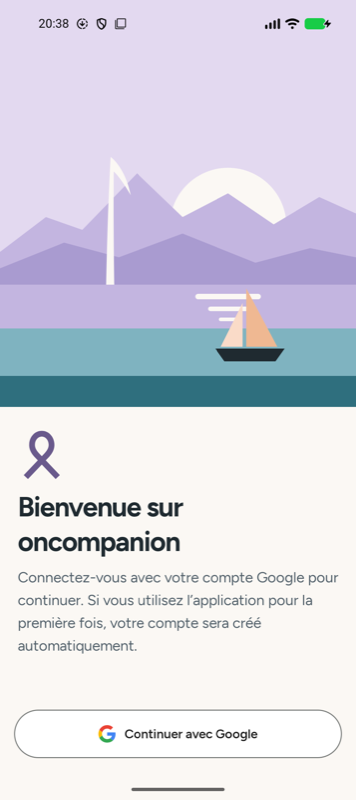 20:38
Bienvenue sur
oncompanion
Connectez-vous avec votre compte Google pour
continuer. Si vous utilisez l'application pour la
première fois, votre compte sera créé
automatiquement.
Continuer avec Google